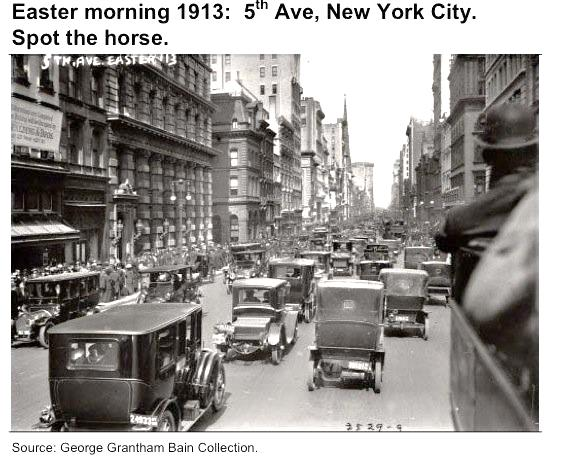 Easter morning 1913: 5th Ave, New York City.
Spot the horse.
5TH. AVE. EASTER '13
3529-9
Source: George Grantham Bain Collection.